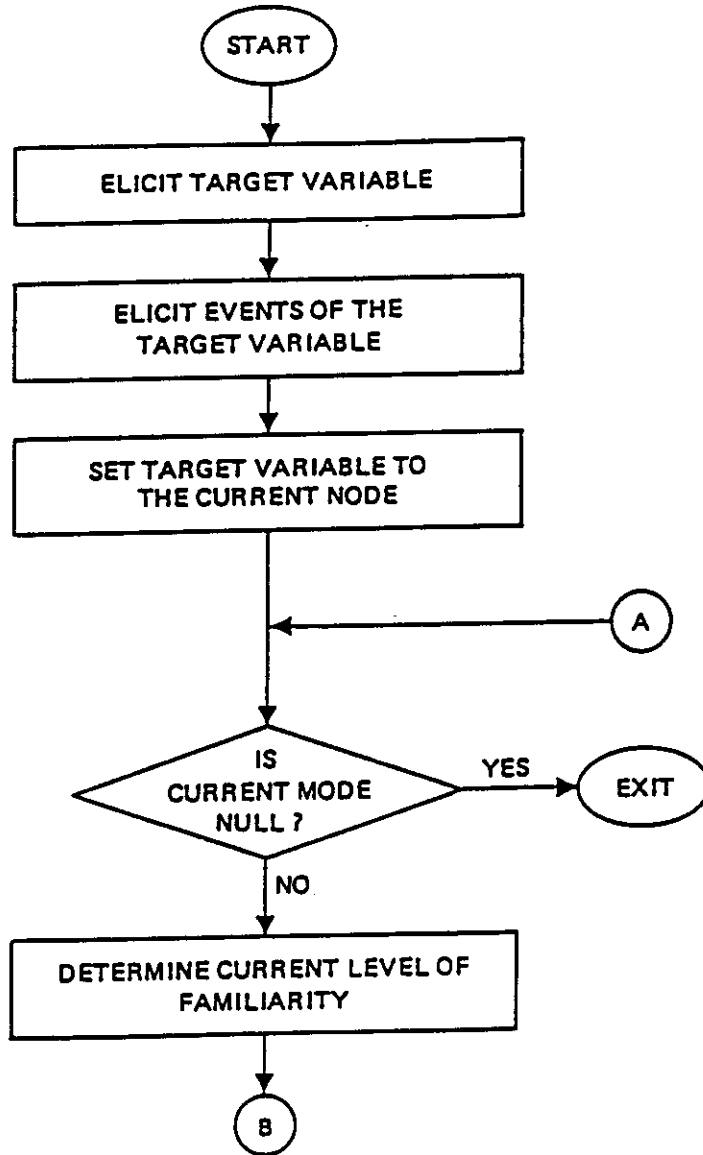 START
ELICIT TARGET VARIABLE
ELICIT EVENTS OF THE
TARGET VARIABLE
SET TARGET VARIABLE TO
THE CURRENT NODE
A
IS
CURRENT MODE
NULL ?
YES
EXIT
NO
DETERMINE CURRENT LEVEL OF
FAMILIARITY
B